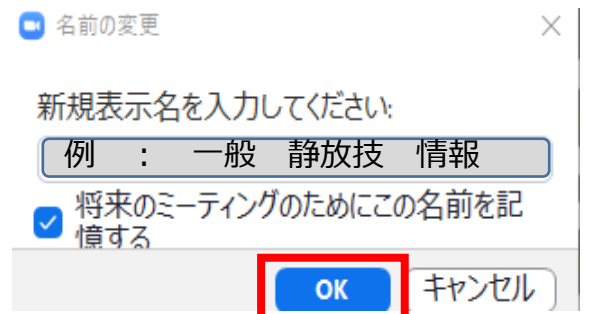 名前の変更
新規表示名を入力してください:
例 : 一般 静放技 情報
将来のミーティングのためにこの名前を記
憶する
OK キャンセル